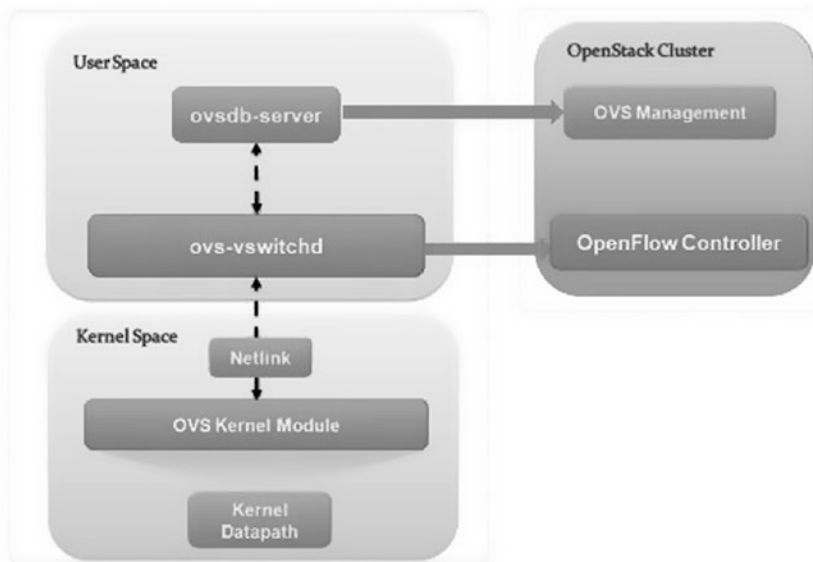 User Space
ovsdb-server
ovs-vswitchd
Kernel Space
Netlink
OVS Kernel Module
Kernel
Datapath
OpenStack Cluster
OVS Management
OpenFlow Controller